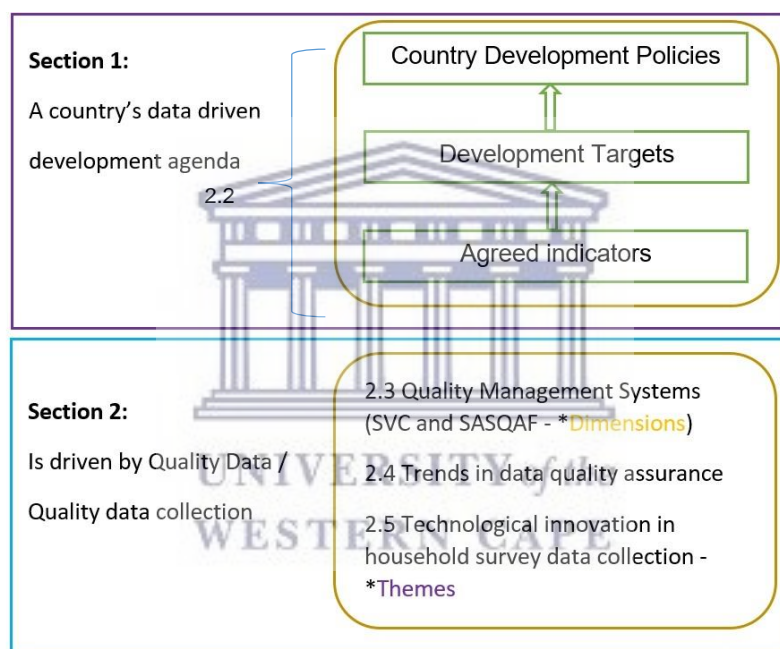 Section 1:
A country's data driven
development agenda
2.2
Country Development Policies
Development Targets
Agreed indicators
Section 2:
Is driven by Quality Data /
Quality data collection
2.3 Quality Management Systems
(SVC and SASQAF - *Dimensions)
2.4 Trends in data quality assurance
2.5 Technological innovation in
household survey data collection -
*Themes
UNIVERSITY of the
WESTERN CAPE